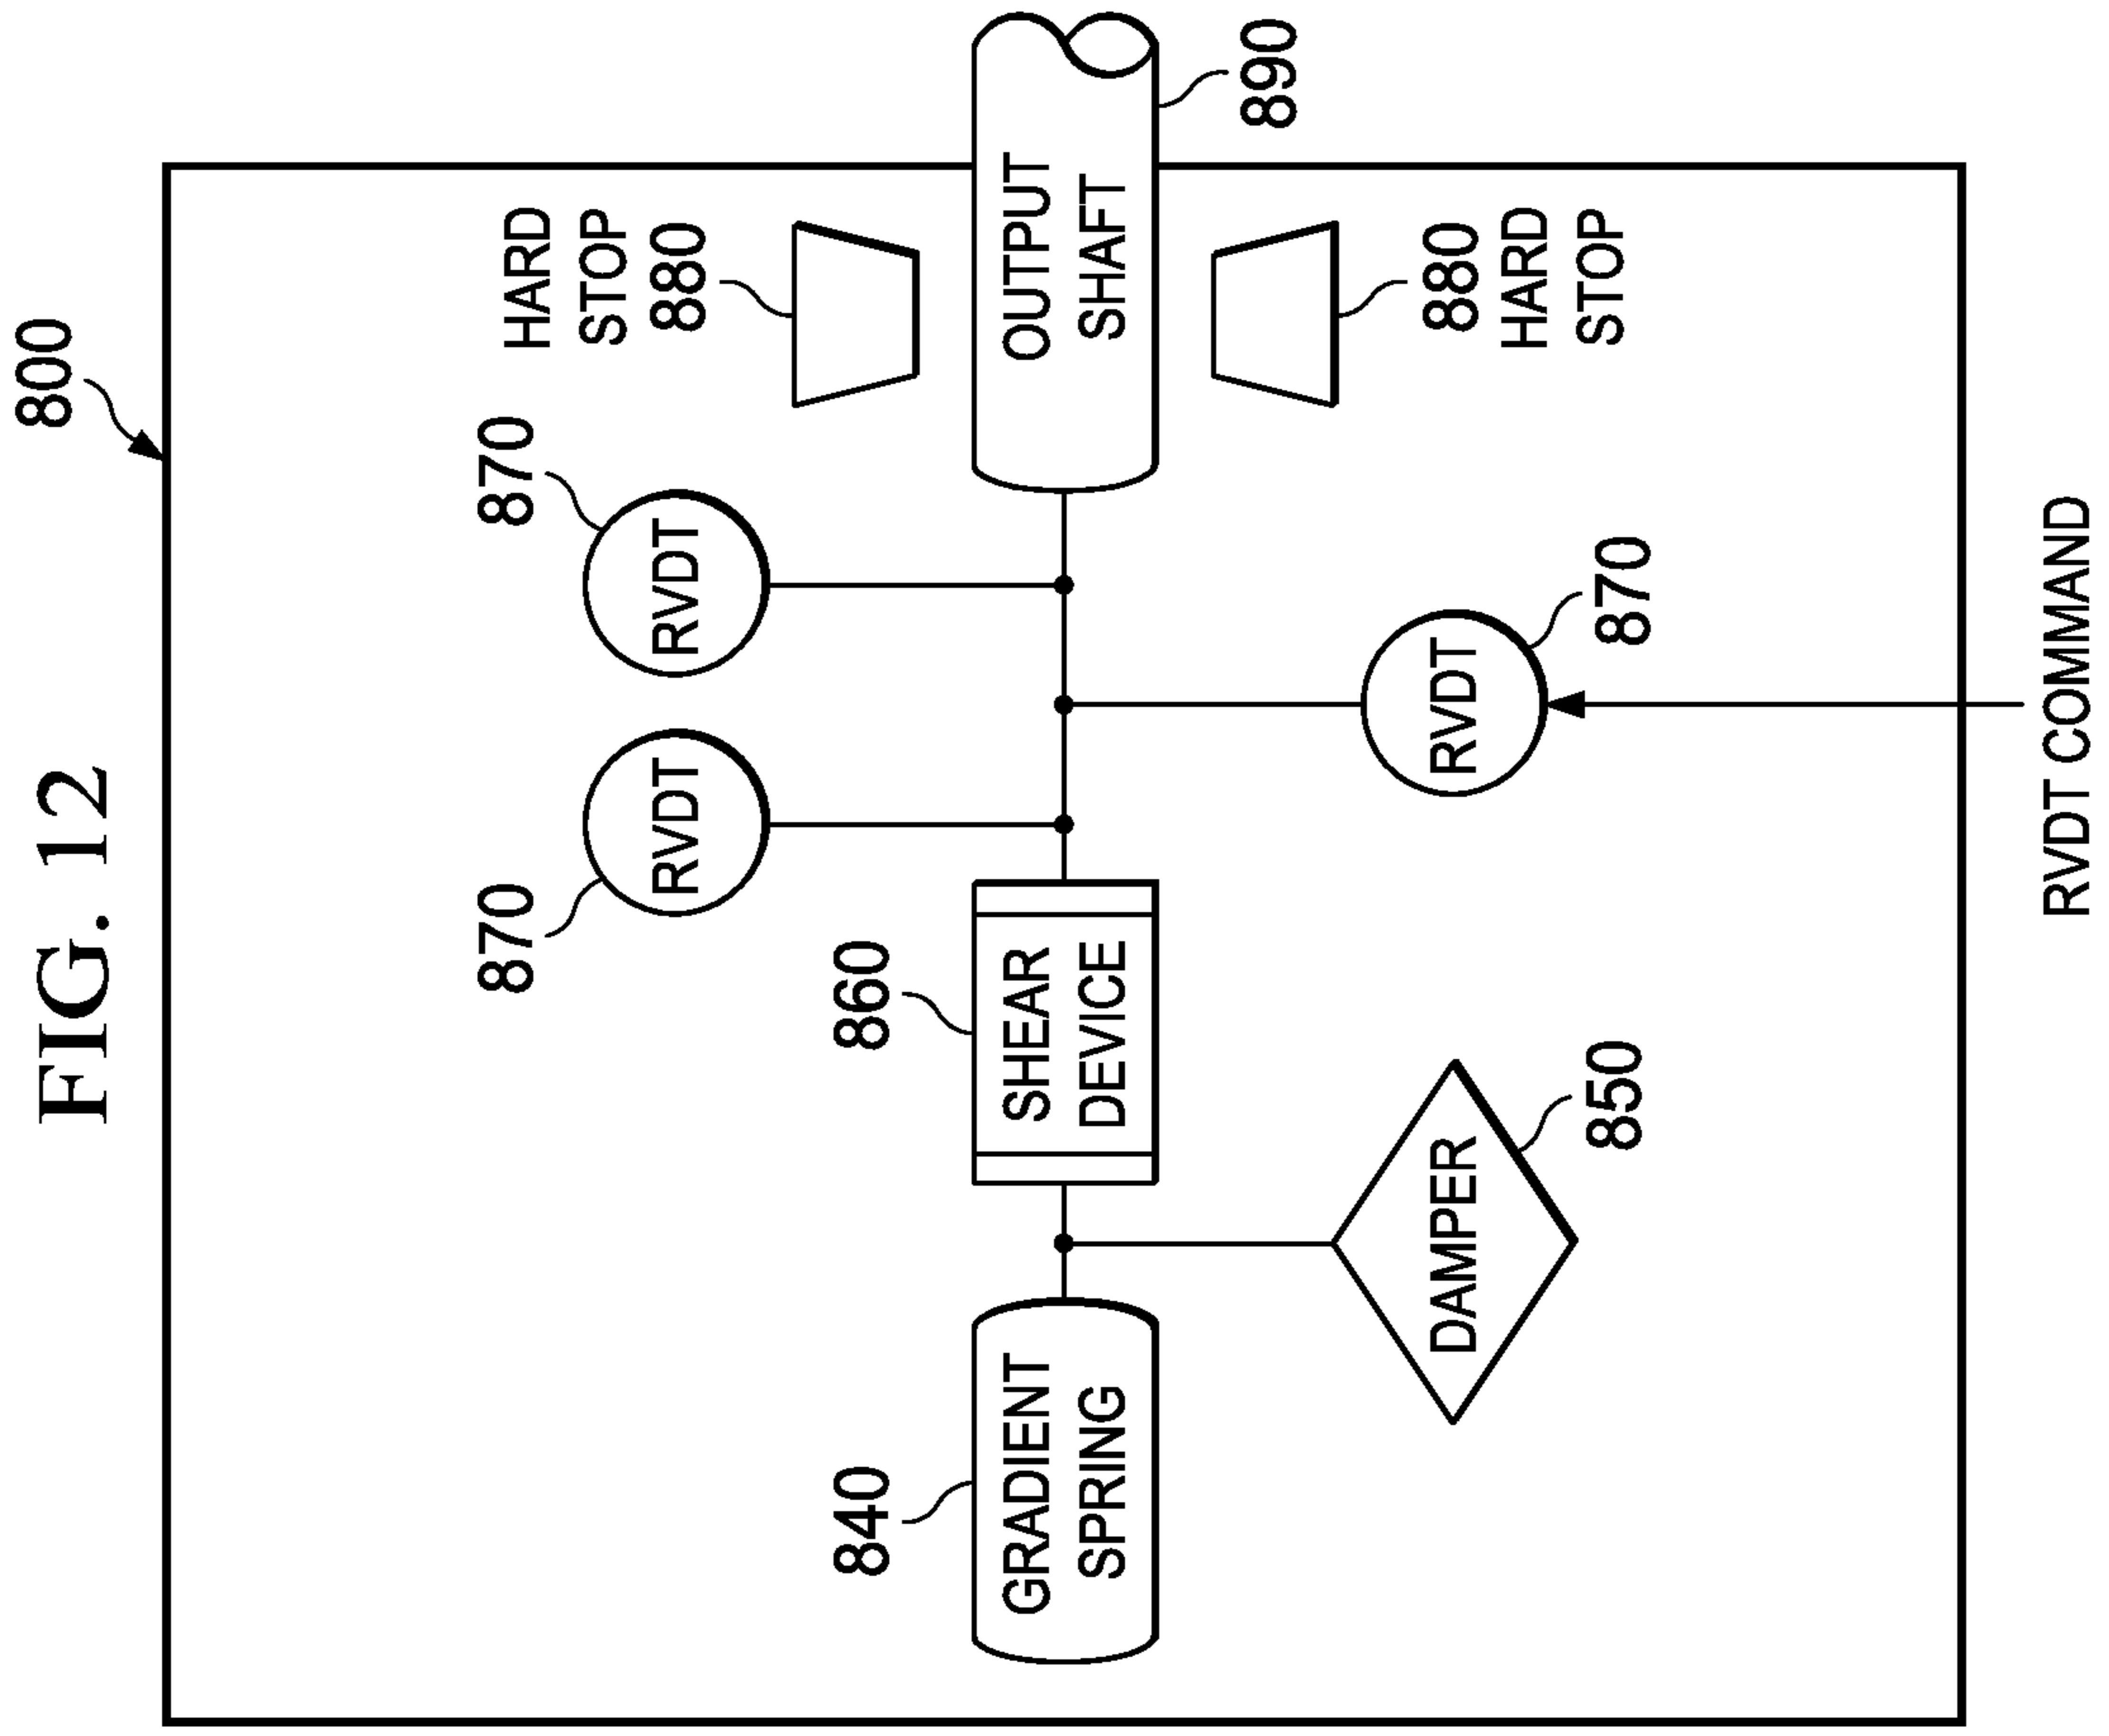 FIG. 12
800
870
870
HARD
STOP
880
RVDT
RVDT
840
860
GRADIENT
SPRING
SHEAR
DEVICE
OUTPUT
SHAFT
890
DAMPER
850
RVDT
870
880
HARD
STOP
RVDT COMMAND